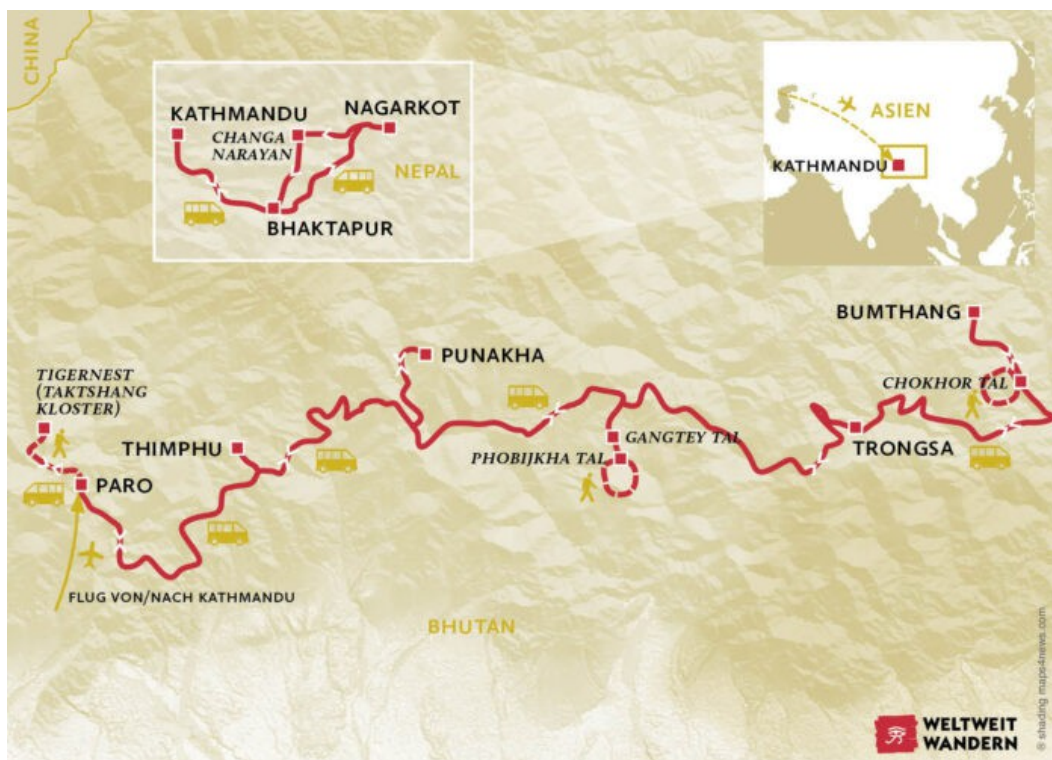 CHINA
KATHMANDU
NAGARKOT
CHANGA
NARAYAN
NEPAL
BHAKTAPUR
ASIEN
KATHMANDU
BUMTHANG
PUNAKHA
TIGERNEST
(TAKTSHANG
KLOSTER)
CHOKHOR TAL
THIMPHU
GANGTEY TAL
TRONGSA
PHOBIJKHA TAL
PARO
FLUG VON/NACH KATHMANDU
BHUTAN
® shading maps4news.com
WELTWEIT
WANDERN